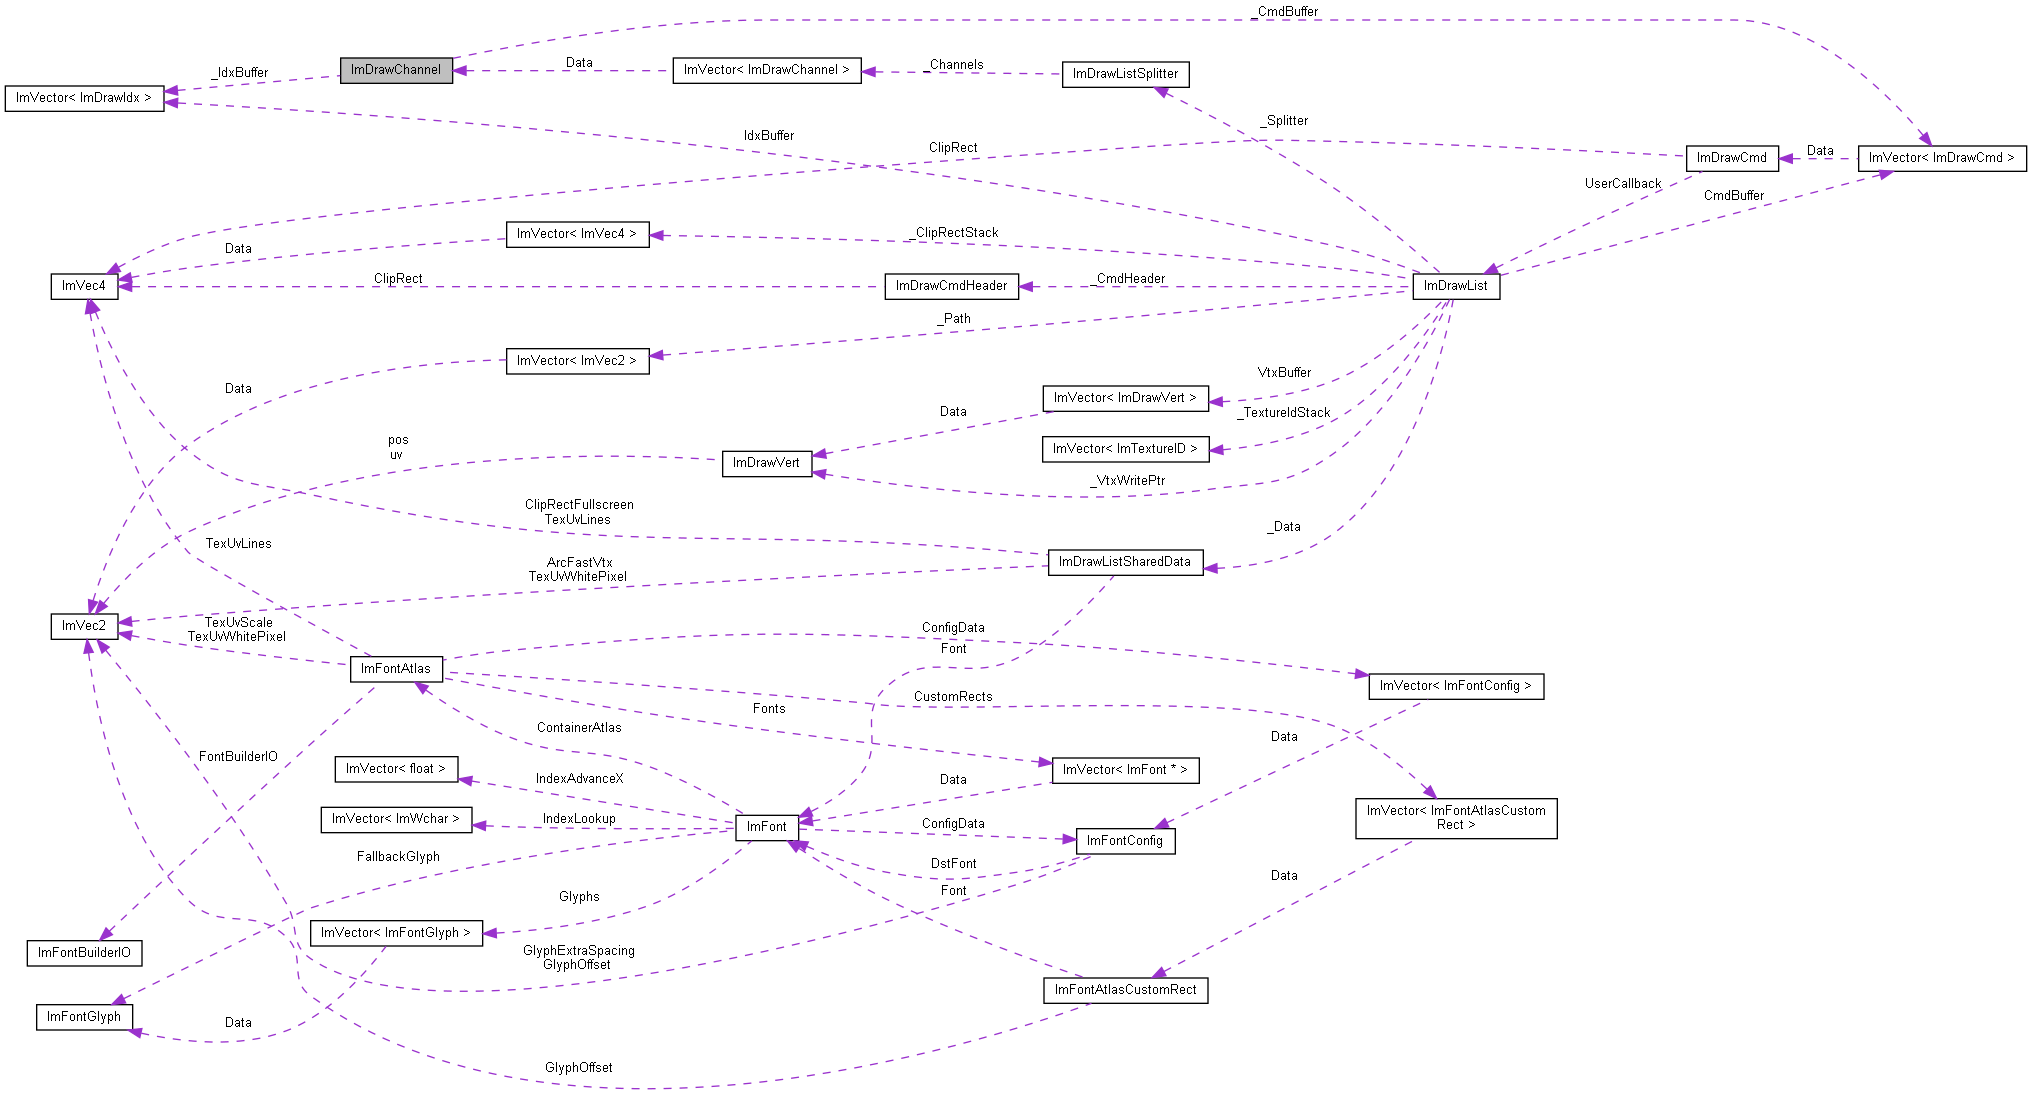 _CmdBuffer
ImDrawChannel
Data
ImVector< ImDrawChannel >
_Channels
ImDrawListSplitter
_IdxBuffer
ImVector< ImDrawIdx >
IdxBuffer
_Splitter
ClipRect
ImDrawCmd
Data
ImVector< ImDrawCmd >
UserCallback
CmdBuffer
ImVector< ImVec4 >
_ClipRectStack
Data
ImVec4
ClipRect
ImDrawCmdHeader
_CmdHeader
ImDrawList
_Path
ImVector< ImVec2 >
Data
VtxBuffer
ImVector< ImDrawVert >
Data
_TextureIdStack
pos
uv
ImVector< ImTextureID >
ImDrawVert
_VtxWritePtr
ClipRectFullscreen
TexUvLines
_Data
TexUvLines
ArcFastVtx
TexUvWhitePixel
ImDrawListSharedData
ImVec2
TexUvScale
TexUvWhitePixel
ConfigData
Font
ImFontAtlas
ImVector< ImFontConfig >
CustomRects
Fonts
ContainerAtlas
Data
FontBuilderIO
ImVector< float >
IndexAdvanceX
Data
ImVector< ImFont * >
ImVector< ImWchar >
IndexLookup
ImFont
ConfigData
ImVector< ImFontAtlasCustom
Rect >
ImFontConfig
FallbackGlyph
DstFont
Data
Font
Glyphs
ImVector< ImFontGlyph >
ImFontBuilderIO
GlyphExtraSpacing
GlyphOffset
ImFontAtlasCustomRect
ImFontGlyph
Data
GlyphOffset